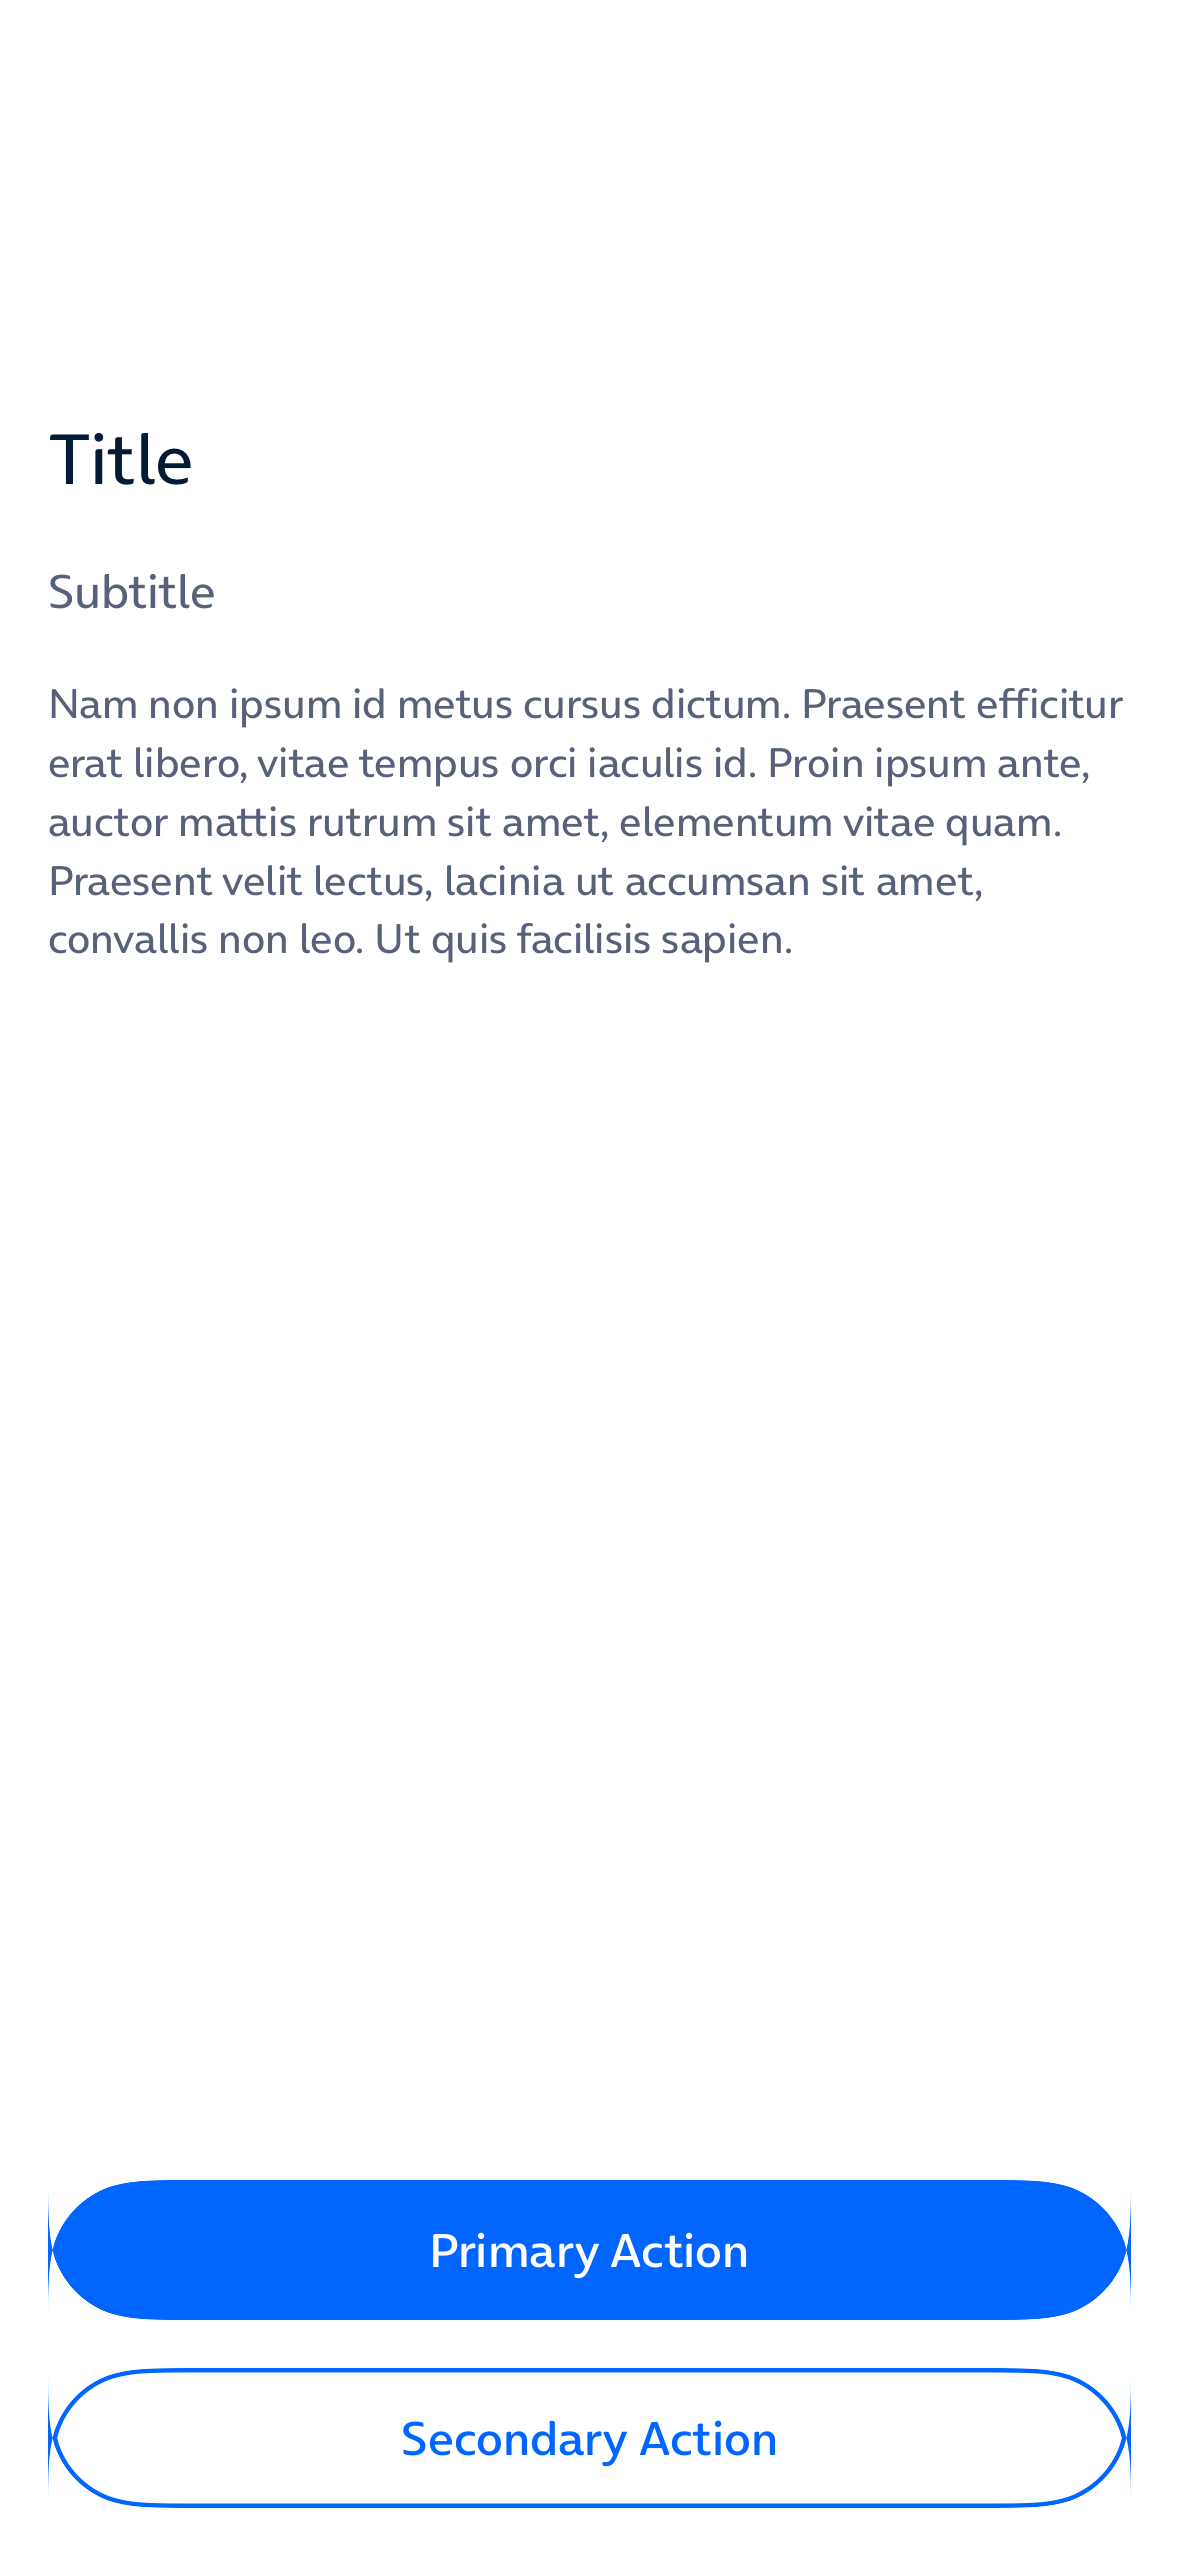 Title
Subtitle
Nam non ipsum id metus cursus dictum. Praesent efficitur
erat libero, vitae tempus orci iaculis id. Proin ipsum ante,
auctor mattis rutrum sit amet, elementum vitae quam.
Praesent velit lectus, lacinia ut accumsan sit amet,
convallis non leo. Ut quis facilisis sapien.
Primary Action
Secondary Action